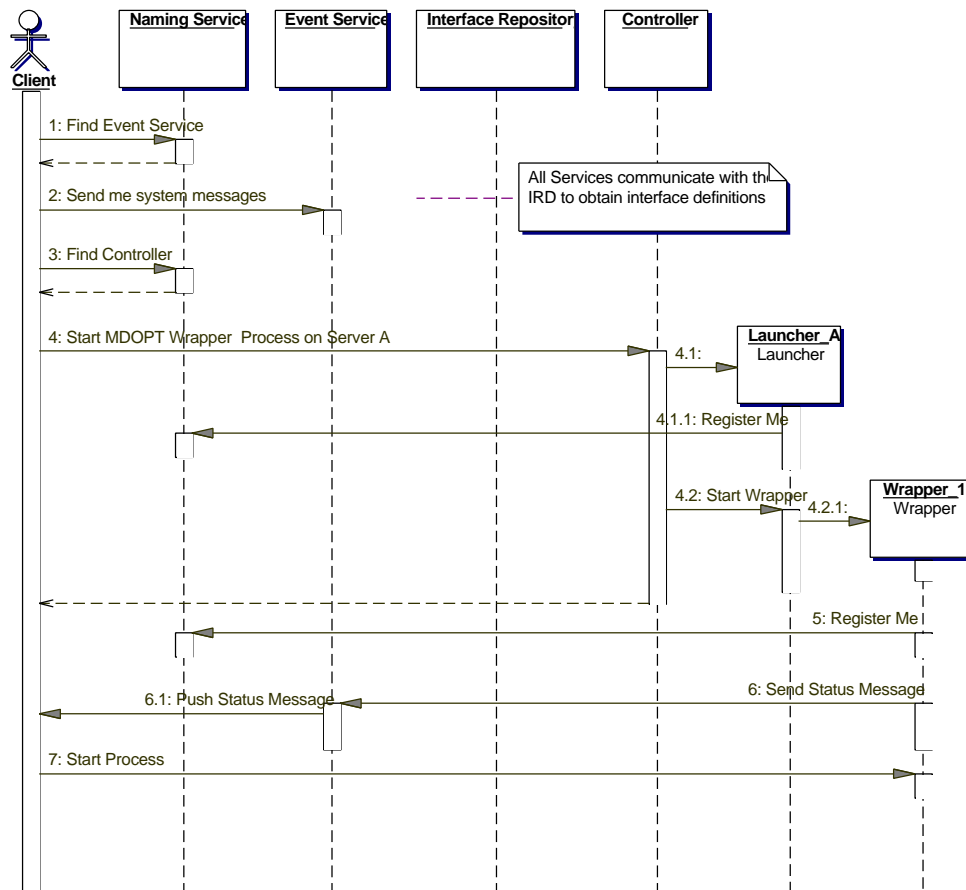 Naming Service
Event Service
Interface Repositor
Controller
Client
1: Find Event Service
All Services communicate with the
IRD to obtain interface definitions
2: Send me system messages
3: Find Controller
4: Start MDOPT Wrapper Process on Server A
4.1:
Launcher_A
Launcher
4.1.1: Register Me
4.2: Start Wrapper
4.2.1:
Wrapper_1
Wrapper
5: Register Me
6: Send Status Message
6.1: Push Status Message
7: Start Process